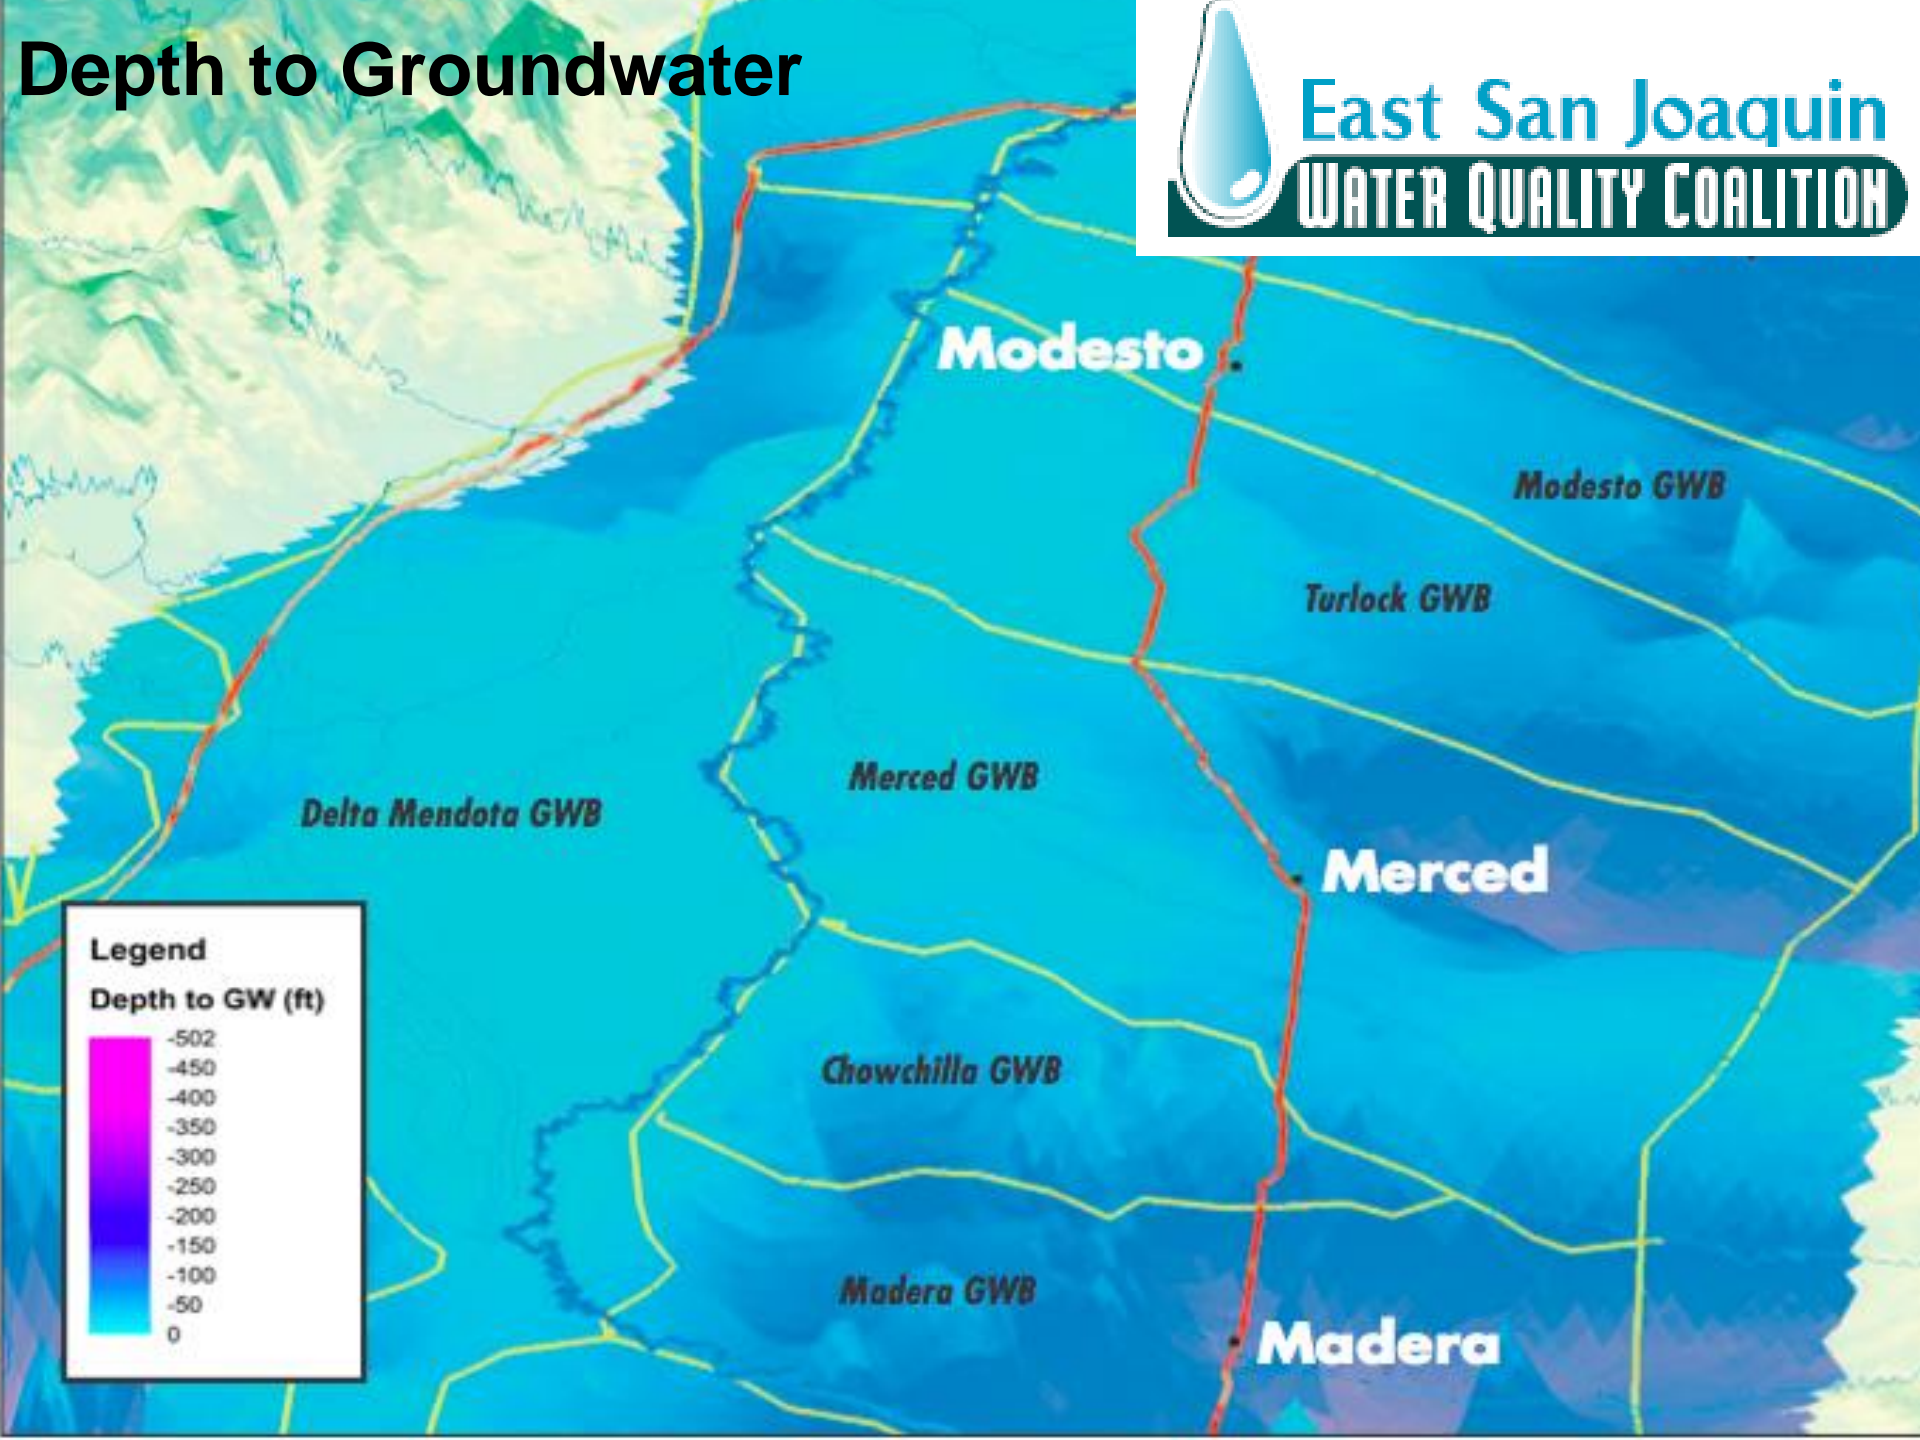 Depth to Groundwater
East San Joaquin
WATER QUALITY COALITION
Modesto
Modesto GWB
Turlock GWB
Merced GWB
Delta Mendota GWB
Merced
Legend
Depth to GW (ft)
-502
-450
-400
-350
-300
-250
-200
-150
-100
-50
0
Chowchilla GWB
Madera GWB
Madera